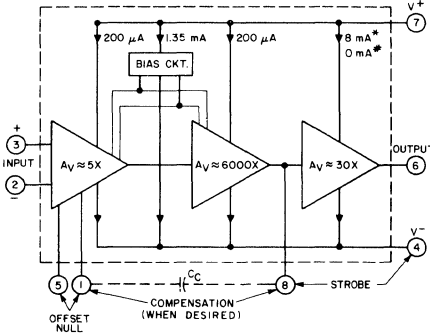 V+
7
200 µA
1.35 mA
200 µA
8 mA*
0 mA#
BIAS CKT.
+
3
INPUT
2
−
AV ≈ 5X
AV ≈ 6000X
AV ≈ 30X
OUTPUT
6
V−
4
5
1
CC
8
STROBE
OFFSET
NULL
COMPENSATION
(WHEN DESIRED)